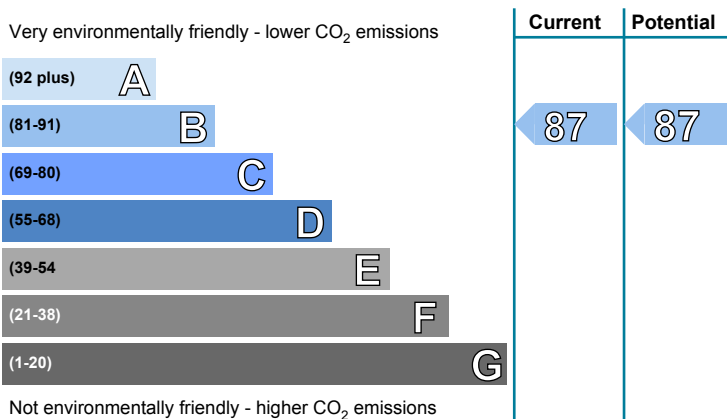 Very environmentally friendly - lower CO₂ emissions
Current
Potential
(92 plus) A
(81-91) B
87
87
(69-80) C
(55-68) D
(39-54 E
(21-38) F
(1-20) G
Not environmentally friendly - higher CO₂ emissions